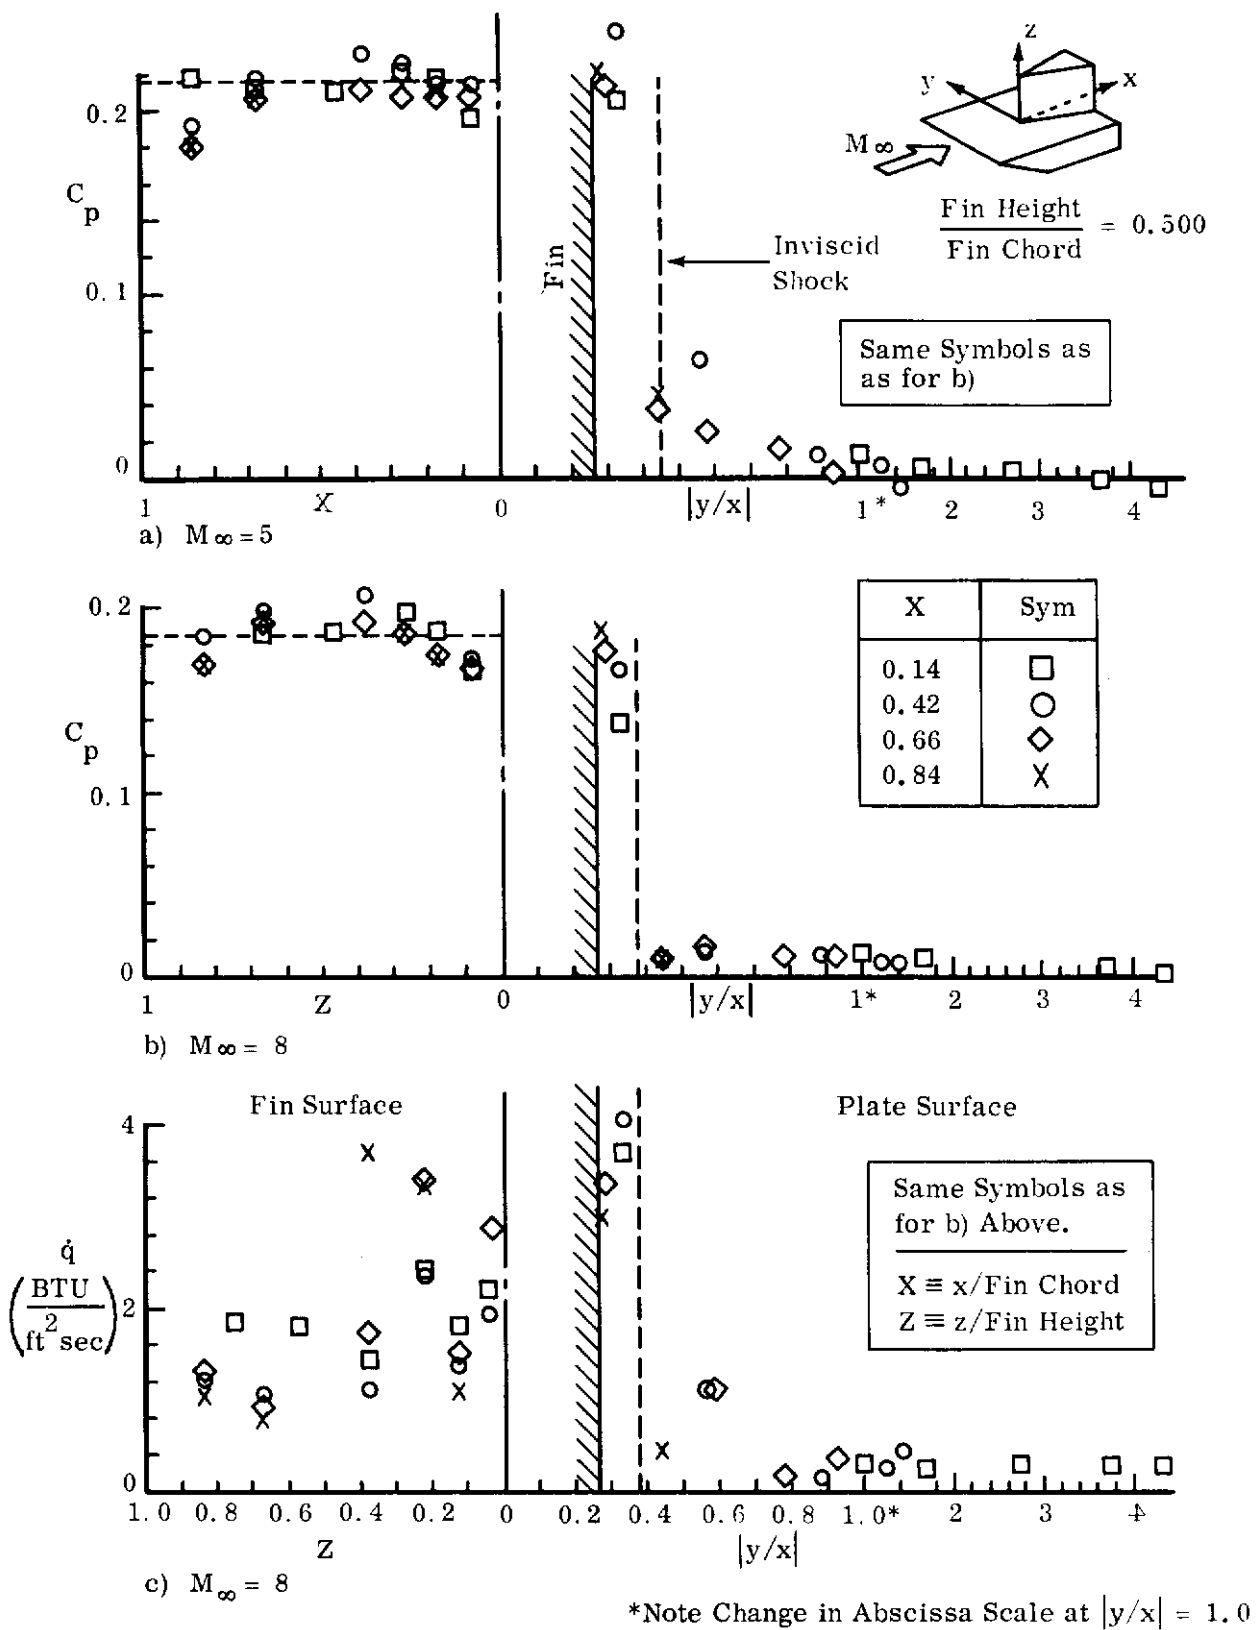 z
y
x
M∞
Fin Height
Fin Chord = 0.500
Inviscid
Shock
Fin
Same Symbols as
as for b)
0.2
C p
0.1
0
1 X 0 |y/x| 1* 2 3 4
a) M∞ = 5
X Sym
0.14
0.42
0.66
0.84
0.2
C p
0.1
0
1 Z 0 |y/x| 1* 2 3 4
b) M∞ = 8
Fin Surface
Plate Surface
Same Symbols as
for b) Above.
X ≡ x/Fin Chord
Z ≡ z/Fin Height
4
q̇
(BTU
ft² sec)
2
0
1.0 0.8 0.6 0.4 0.2 0 0.2 0.4 0.6 0.8 1.0* 2 3 4
Z |y/x|
c) M∞ = 8
*Note Change in Abscissa Scale at |y/x| = 1.0